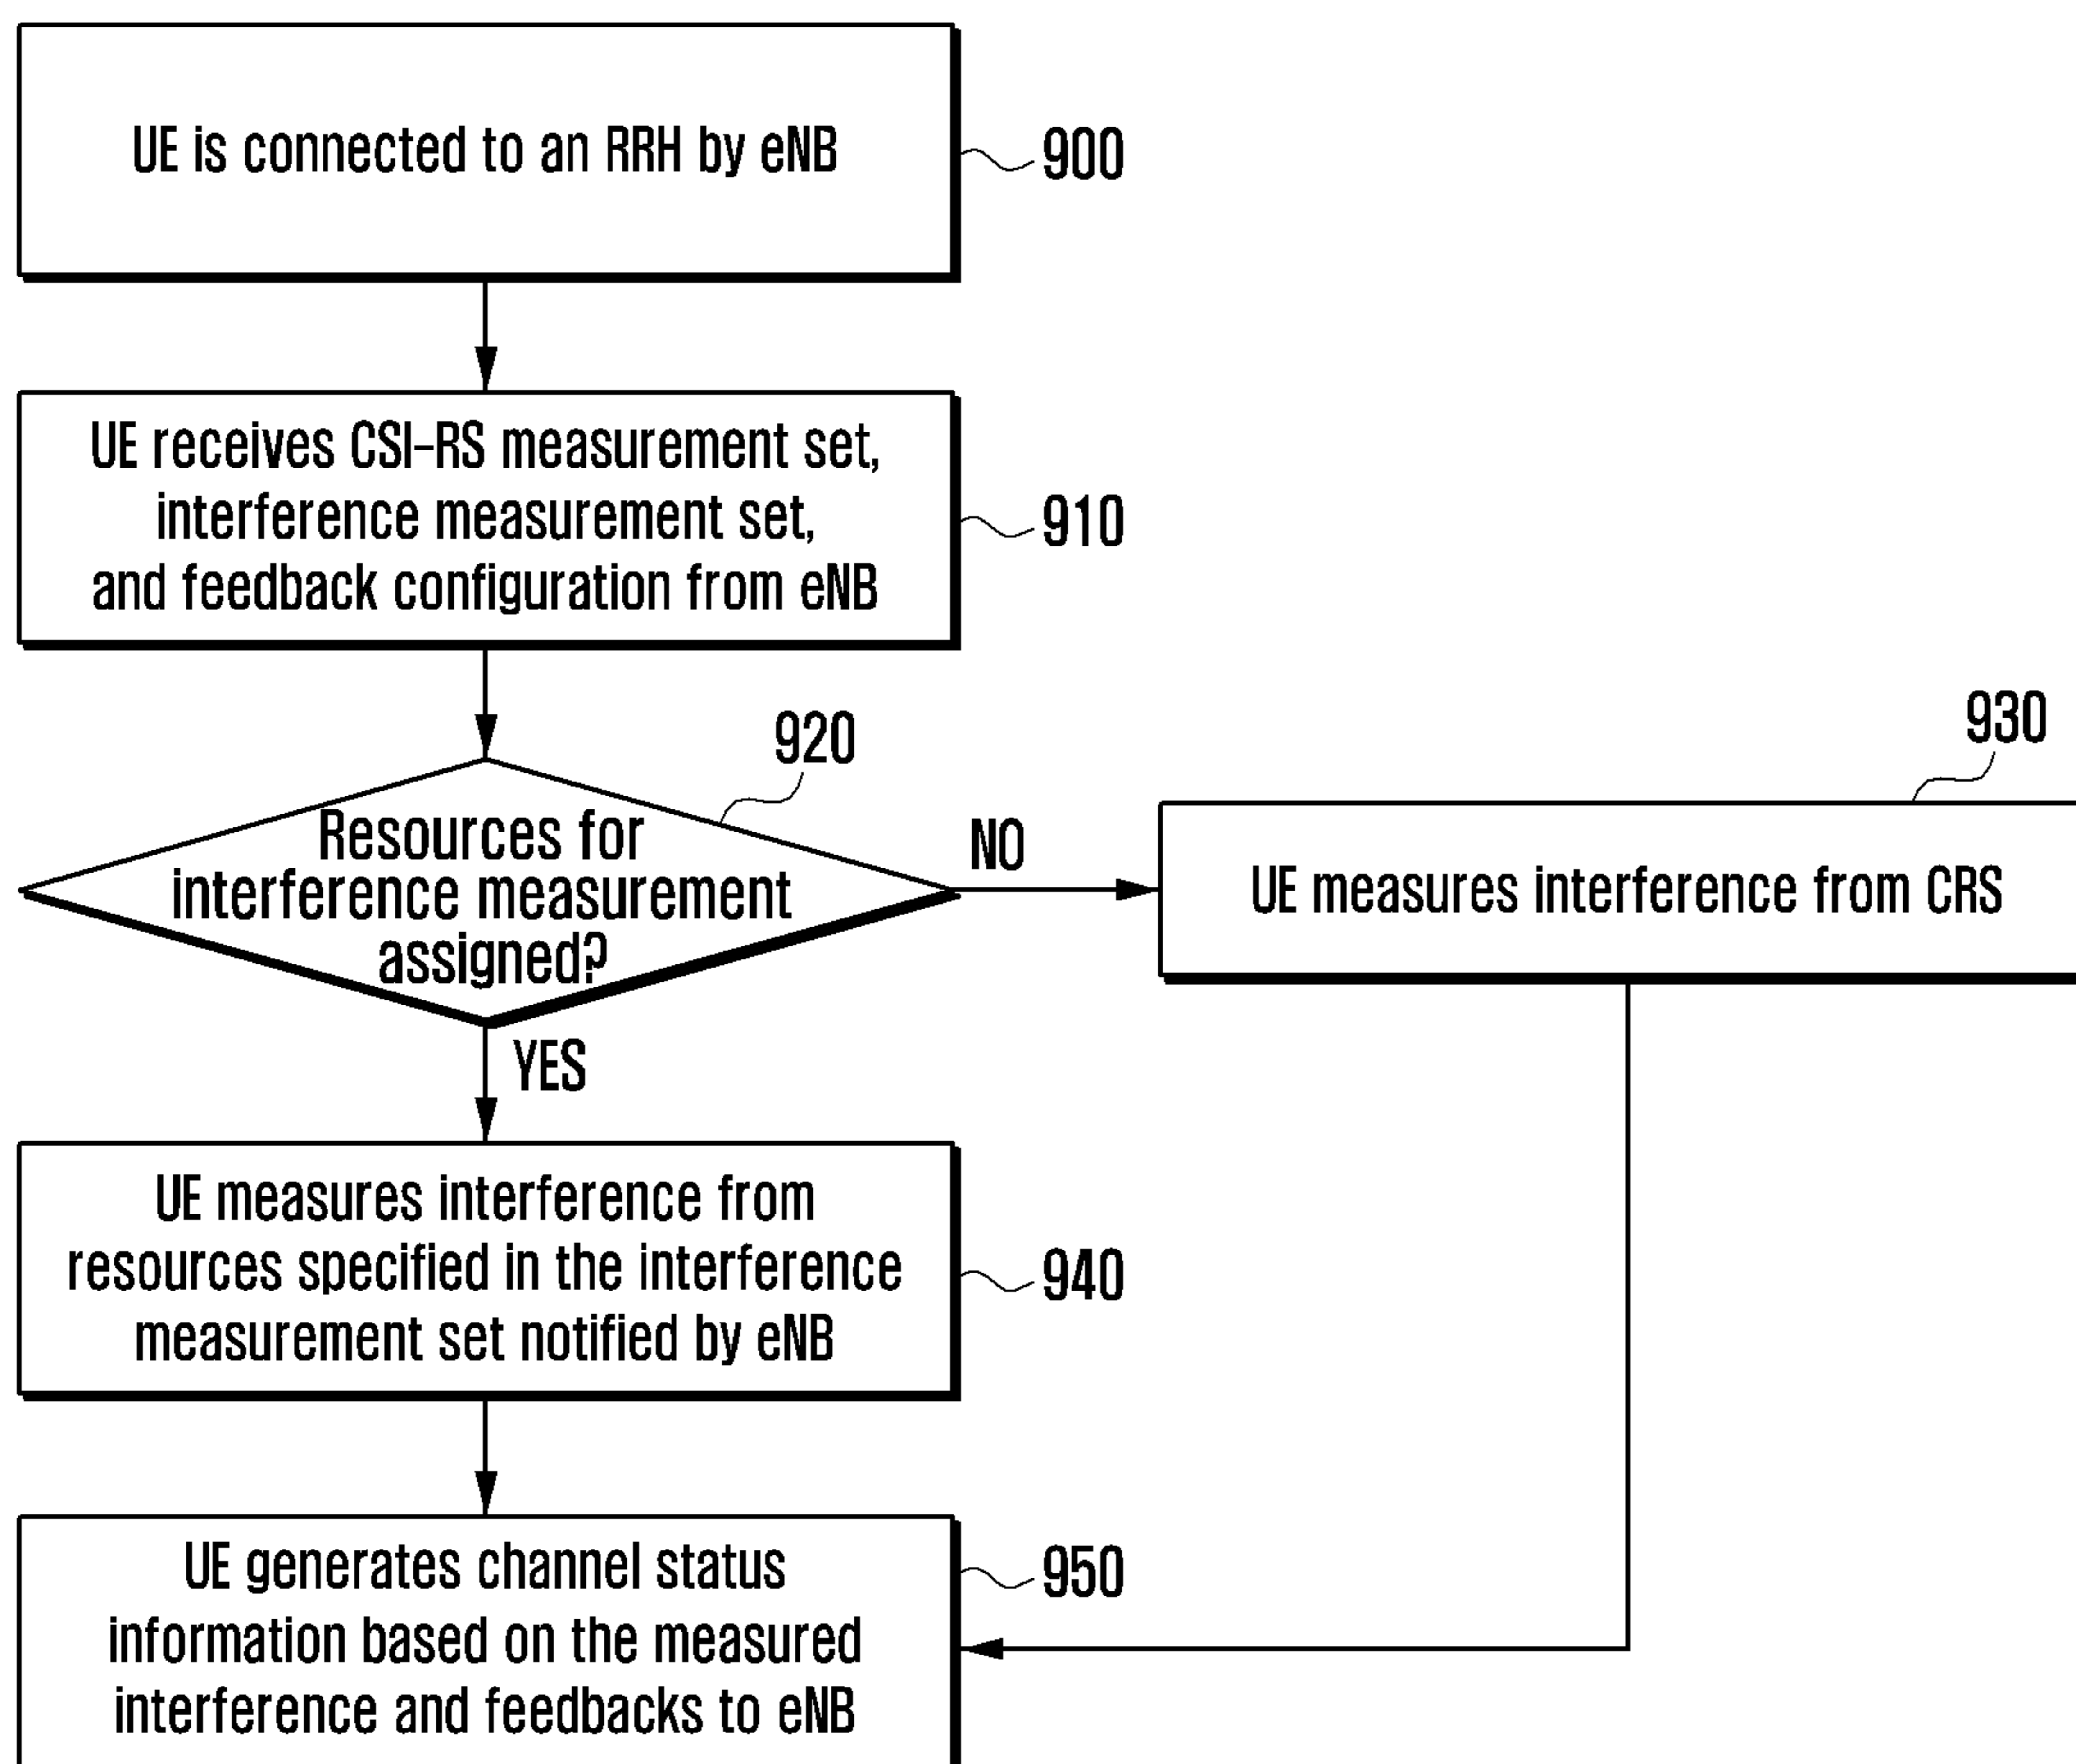 UE is connected to an RRH by eNB
900
UE receives CSI-RS measurement set,
interference measurement set,
and feedback configuration from eNB
910
920
Resources for
interference measurement
assigned?
NO
930
UE measures interference from CRS
YES
UE measures interference from
resources specified in the interference
measurement set notified by eNB
940
UE generates channel status
information based on the measured
interference and feedbacks to eNB
950